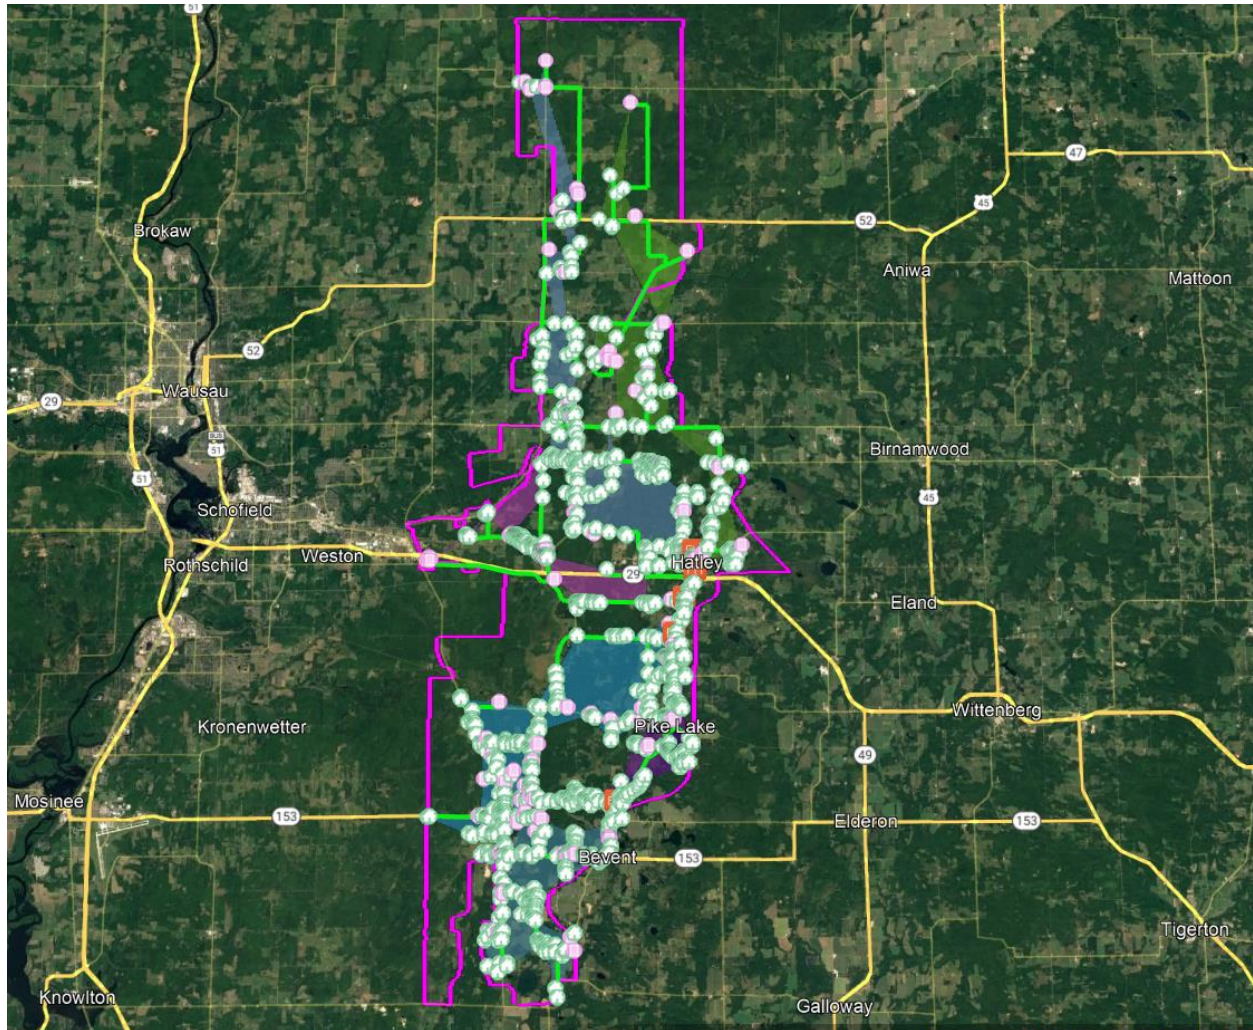 51
47
45
52
Brokaw
Aniwa
Mattoon
52
Wausau
29
BUS
51
Birnamwood
51
45
Schofield
Weston
Rothschild
Hatley
29
Eland
Kronenwetter
Pike Lake
Wittenberg
49
Mosinee
153
Elderon
153
Bevent
153
Tigerton
Knowlton
Galloway